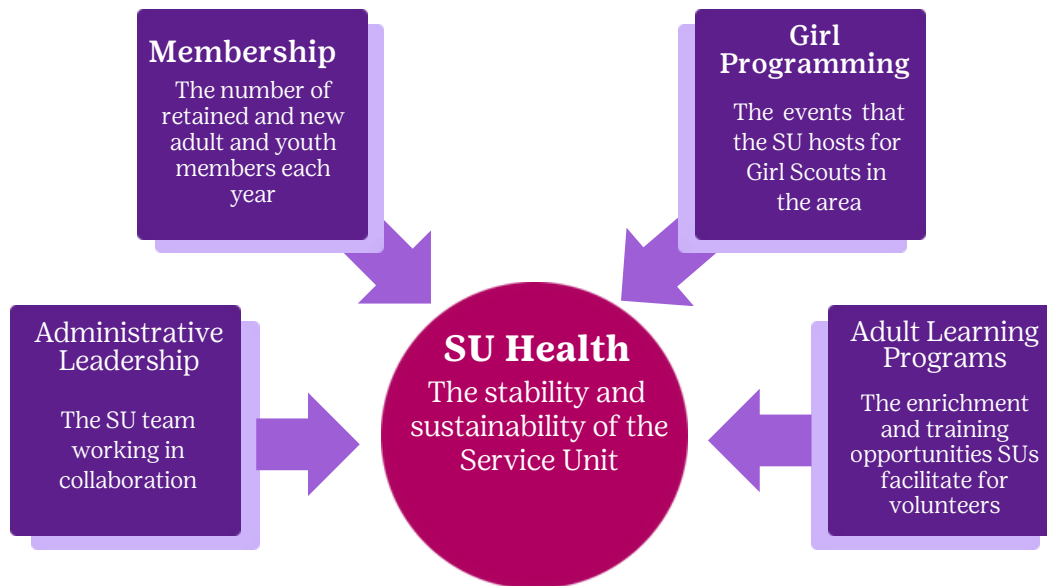 Membership
The number of
retained and new
adult and youth
members each
year
Girl
Programming
The events that
the SU hosts for
Girl Scouts in
the area
Administrative
Leadership
The SU team
working in
collaboration
SU Health
The stability and
sustainability of the
Service Unit
Adult Learning
Programs
The enrichment
and training
opportunities SUs
facilitate for
volunteers